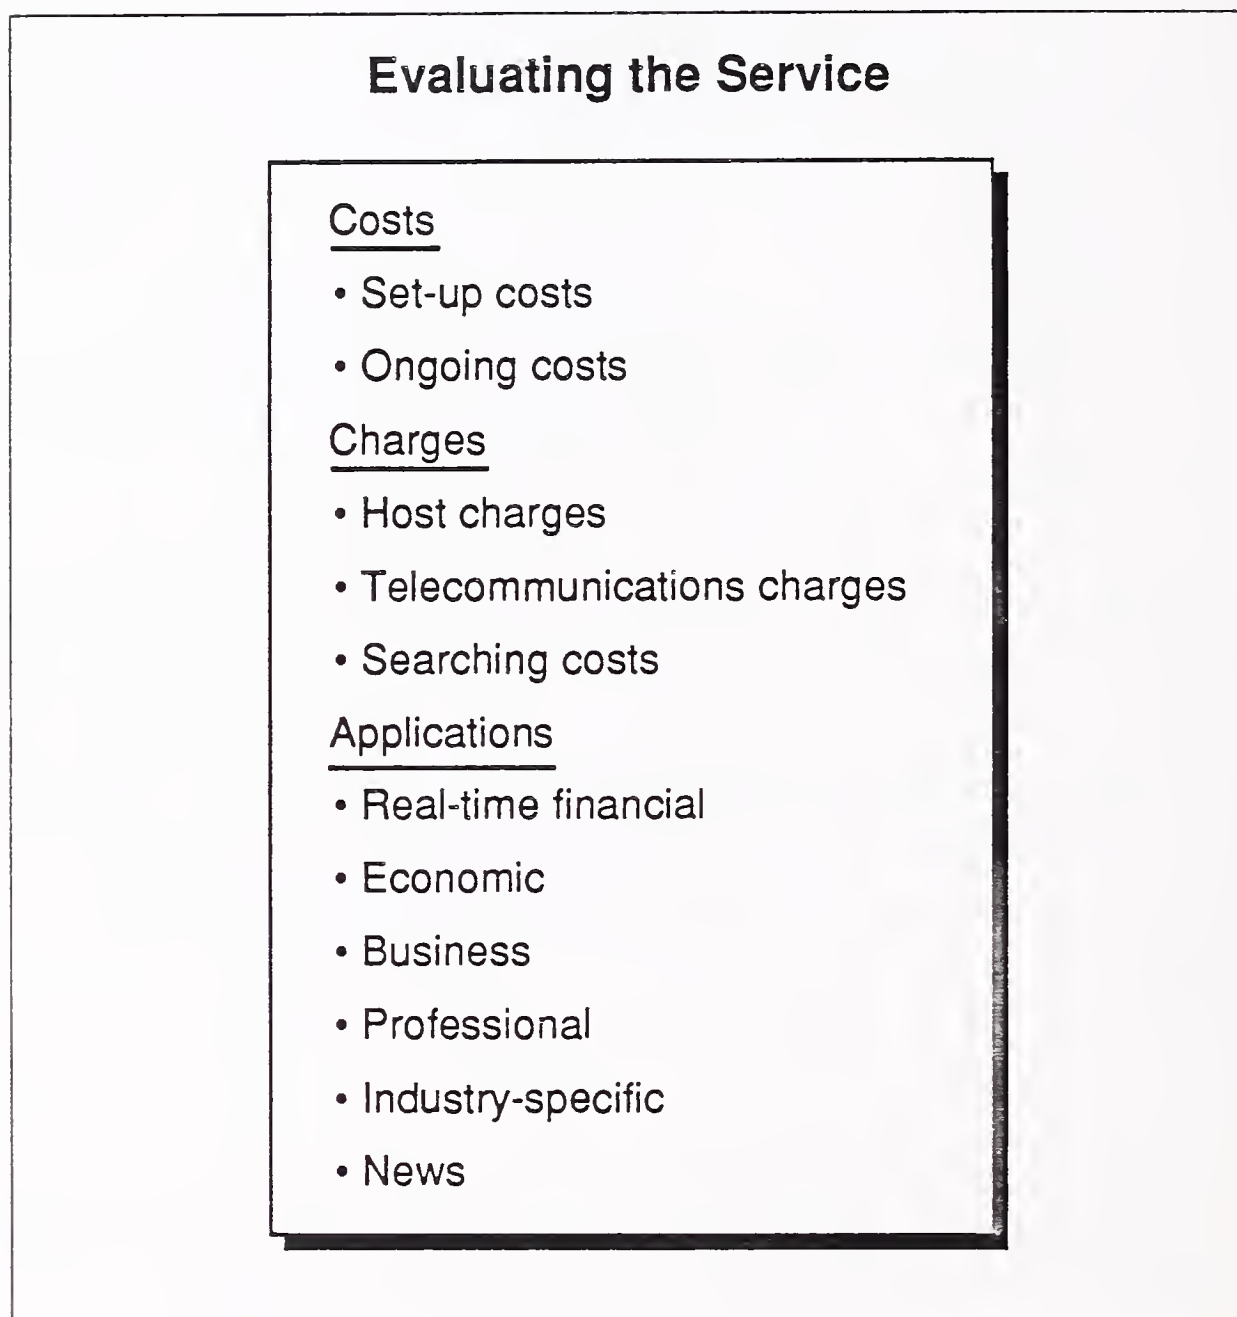 Evaluating the Service
Costs
• Set-up costs
• Ongoing costs
Charges
• Host charges
• Telecommunications charges
• Searching costs
Applications
• Real-time financial
• Economic
• Business
• Professional
• Industry-specific
• News